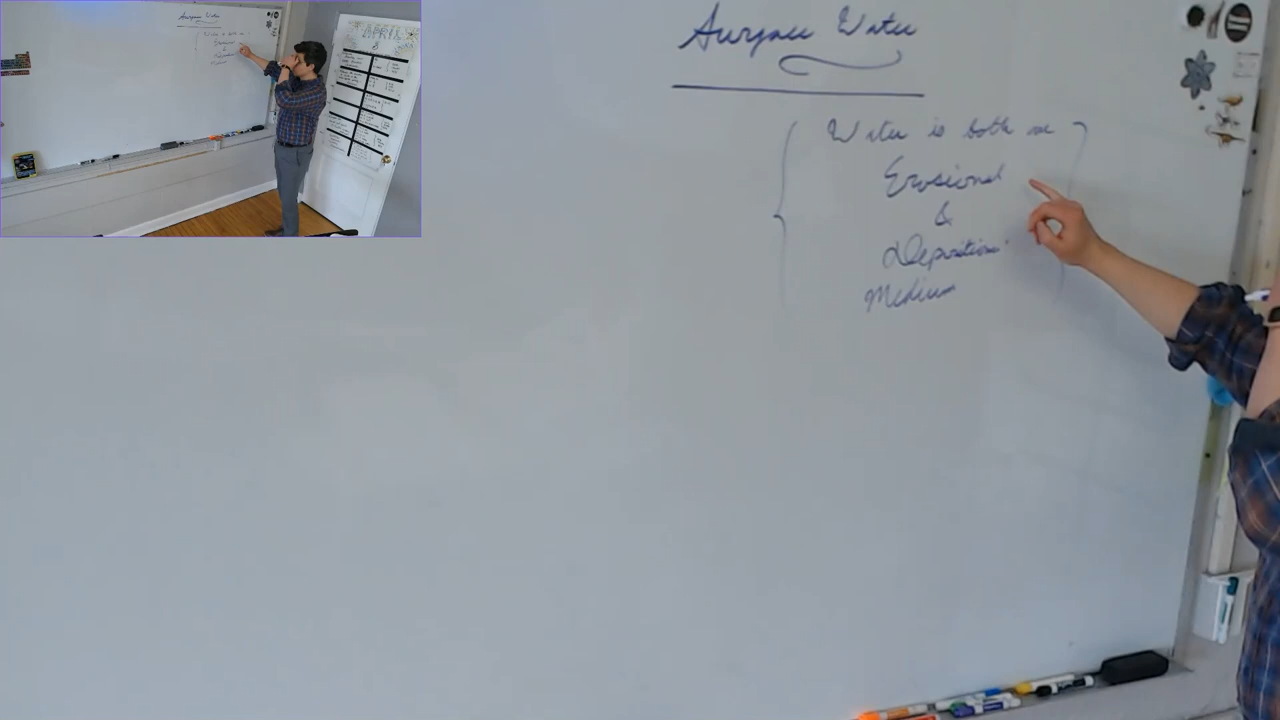 Surface Water
Water is both an
Erosional
&
Depositional
Medium